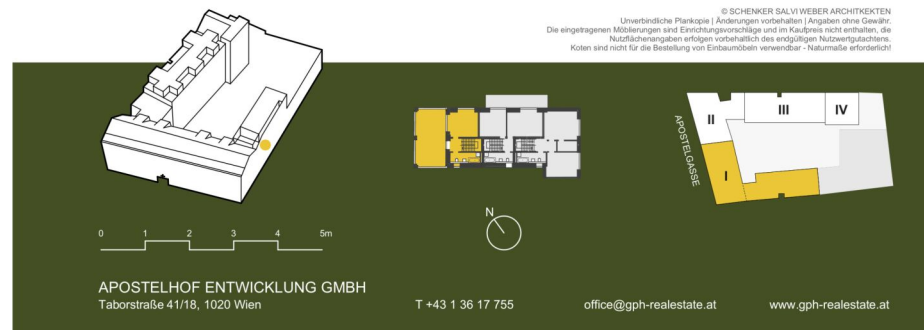 © SCHENKER SALVI WEBER ARCHITKEKTEN
Unverbindliche Plankopie | Änderungen vorbehalten | Angaben ohne Gewähr.
Die eingetragenen Möblierungen sind Einrichtungsvorschläge und im Kaufpreis nicht enthalten, die
Nutzflächenangaben erfolgen vorbehaltlich des endgültigen Nutzwertgutachtens.
Koten sind nicht für die Bestellung von Einbaumöbeln verwendbar - Naturmaße erforderlich!
II III IV
APOSTELGASSE
I
N
0 1 2 3 4 5m
APOSTELHOF ENTWICKLUNG GMBH
Taborstraße 41/18, 1020 Wien T +43 1 36 17 755 office@gph-realestate.at www.gph-realestate.at